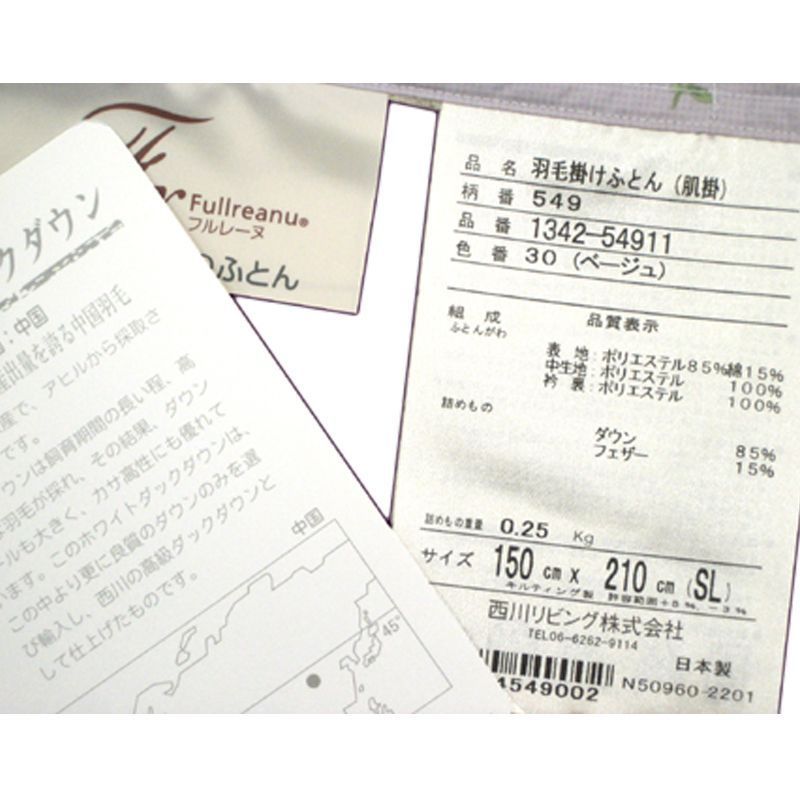 Fullreanu®
フルレーヌ
ふとん
クダウン
：中国
産出量を誇る中国羽毛
産で、アヒルから採取さ
です。
ウンは飼育期間の長い程、高
羽毛が採れ、その結果、ダウン
ールも大きく、カサ高性にも優れて
います。このホワイトダックダウンは、
この中より更に良質のダウンのみを選
び輸入し、西川の高級ダックダウンと
して仕上げたものです。
中国
45°
品 名 羽毛掛けふとん（肌掛）
柄 番 549
品 番 1342-54911
色 番 30（ベージュ）
組 成 品質表示
ふとんがわ
表 地：ポリエステル85%綿15%
中生地：ポリエステル 100%
衿 裏：ポリエステル 100%
詰めもの
ダウン 85%
フェザー 15%
詰めもの重量 0.25 Kg
サイズ 150 cm x 210 cm (SL)
キルティング製 許容範囲+5%、-3%
西川リビング株式会社
TEL06-6262-9114
日本製
4549002 N50960-2201